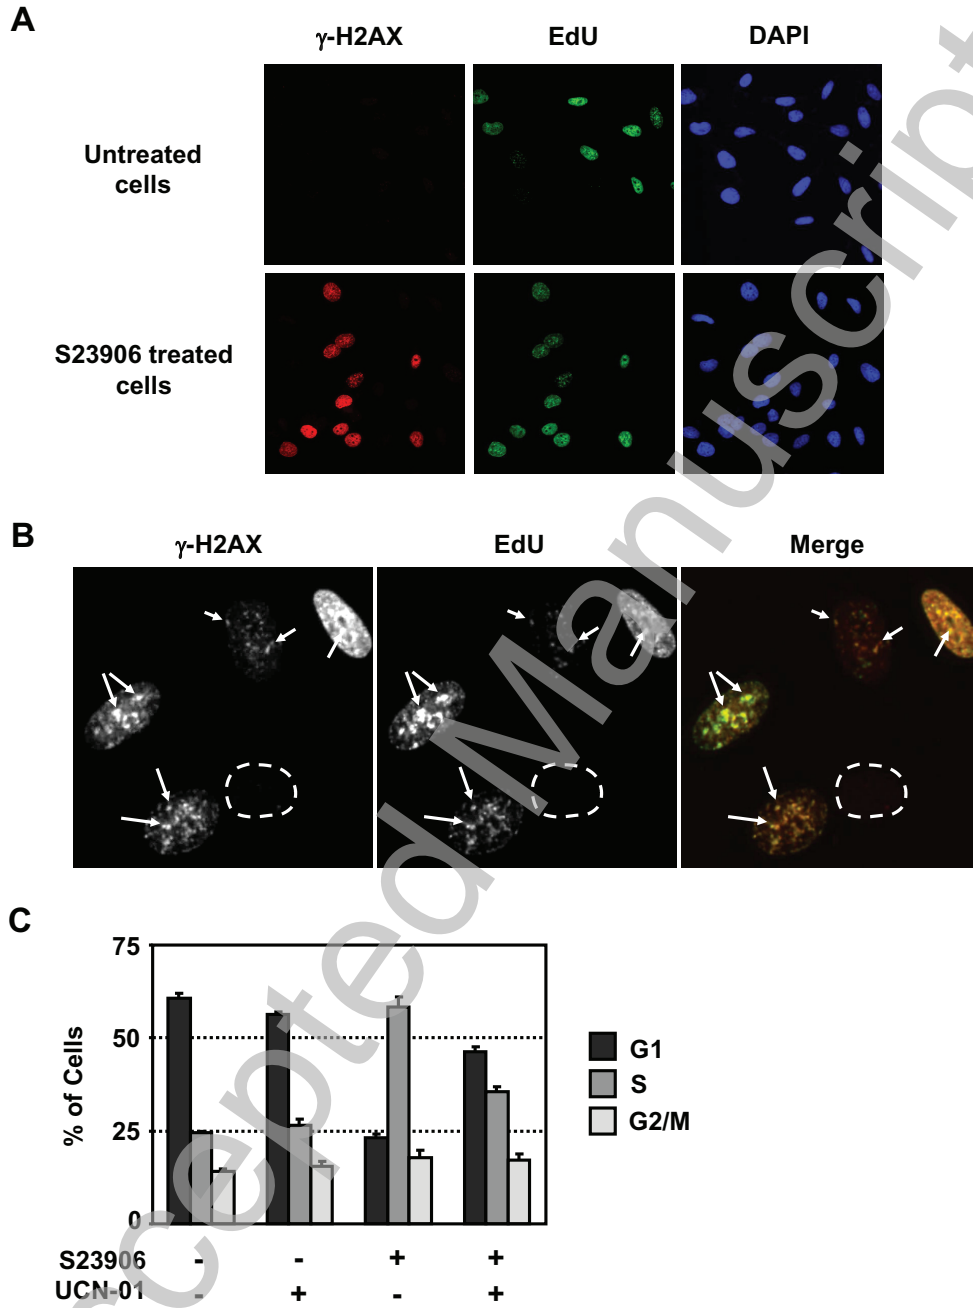 A
γ-H2AX EdU DAPI
Untreated
cells
S23906 treated
cells
B
γ-H2AX EdU Merge
C
75
50
25
0
% of Cells
G1
S
G2/M
S23906 - - + +
UCN-01 - + - +
cepted Manuscript